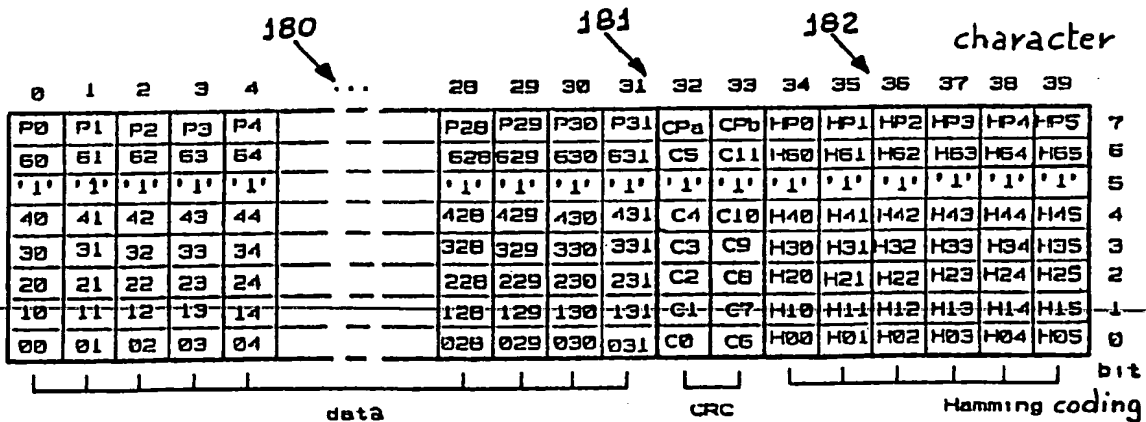 180 181 182 character
0 1 2 3 4 ... 28 29 30 31 32 33 34 35 36 37 38 39
P0 P1 P2 P3 P4 P28 P29 P30 P31 CPa CPb HP0 HP1 HP2 HP3 HP4 HP5 7
60 61 62 63 64 628 629 630 631 C5 C11 H60 H61 H62 H63 H64 H65 6
'1' '1' '1' '1' '1' '1' '1' '1' '1' '1' '1' '1' '1' '1' '1' '1' '1' 5
40 41 42 43 44 428 429 430 431 C4 C10 H40 H41 H42 H43 H44 H45 4
30 31 32 33 34 328 329 330 331 C3 C9 H30 H31 H32 H33 H34 H35 3
20 21 22 23 24 228 229 230 231 C2 C8 H20 H21 H22 H23 H24 H25 2
10 11 12 13 14 128 129 130 131 C1 C7 H10 H11 H12 H13 H14 H15 1
00 01 02 03 04 028 029 030 031 C0 C6 H00 H01 H02 H03 H04 H05 0
bit
data CRC Hamming coding